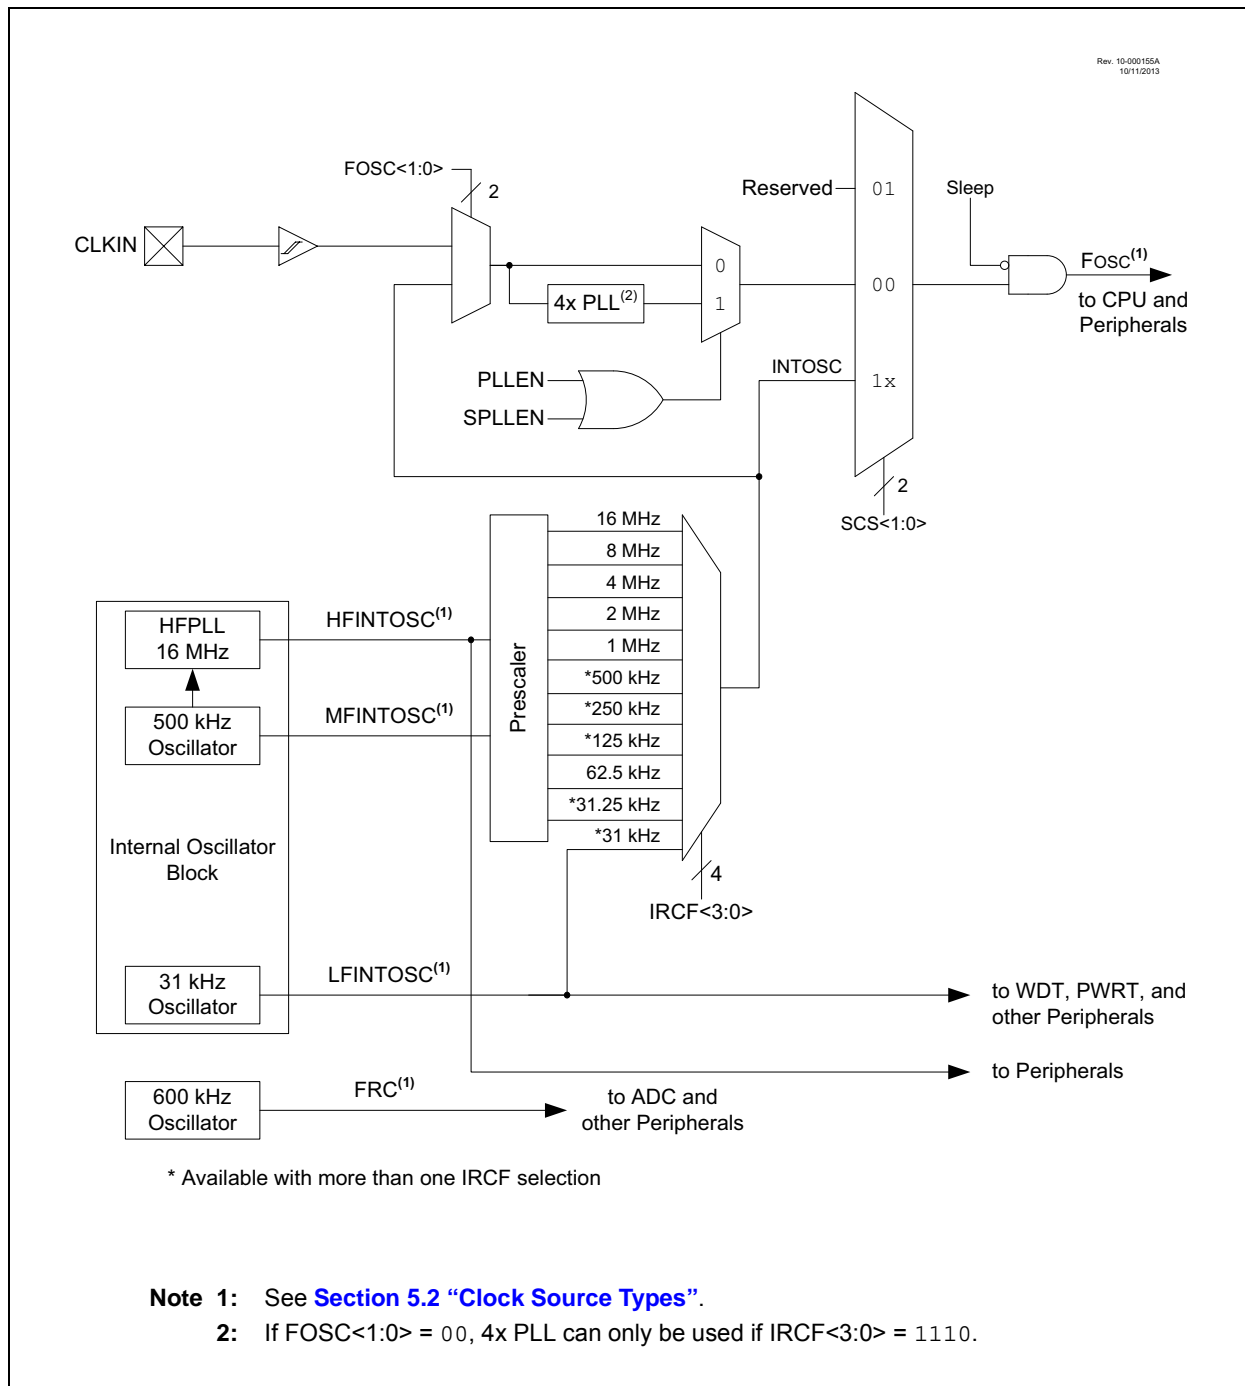 Rev. 10-000155A
10/11/2013
FOSC<1:0>
2
Reserved
01
Sleep
CLKIN
0
FOSC(1)
4x PLL(2)
1
00
to CPU and
Peripherals
PLLEN
INTOSC
1x
SPLLEN
2
SCS<1:0>
16 MHz
8 MHz
4 MHz
2 MHz
1 MHz
*500 kHz
*250 kHz
*125 kHz
62.5 kHz
*31.25 kHz
*31 kHz
Prescaler
HFPLL
16 MHz
HFINTOSC(1)
500 kHz
Oscillator
MFINTOSC(1)
Internal Oscillator
Block
4
IRCF<3:0>
31 kHz
Oscillator
LFINTOSC(1)
to WDT, PWRT, and
other Peripherals
to Peripherals
600 kHz
Oscillator
FRC(1)
to ADC and
other Peripherals
* Available with more than one IRCF selection
Note 1: See Section 5.2 “Clock Source Types”.
2: If FOSC<1:0> = 00, 4x PLL can only be used if IRCF<3:0> = 1110.